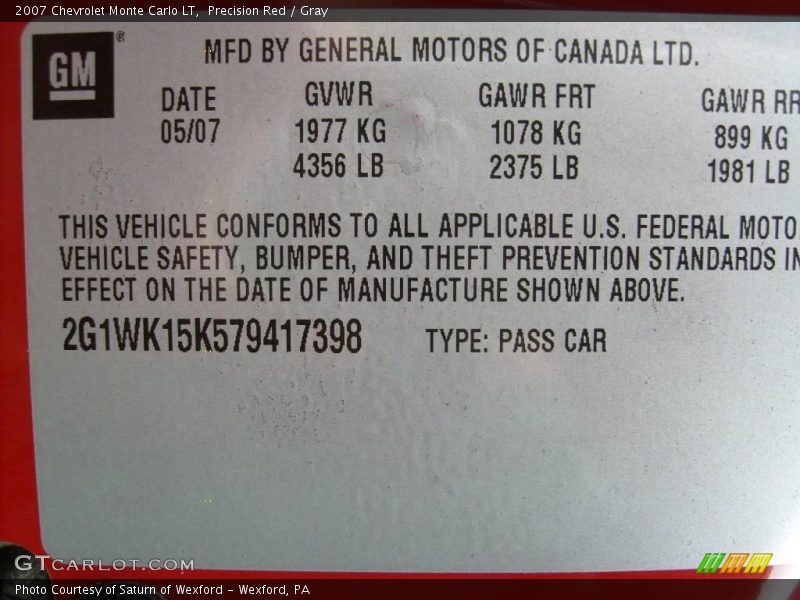 2007 Chevrolet Monte Carlo LT,  Precision Red / Gray
GM ®
MFD BY GENERAL MOTORS OF CANADA LTD.
DATE GVWR GAWR FRT GAWR RR
05/07 1977 KG 1078 KG 899 KG
4356 LB 2375 LB 1981 LB
THIS VEHICLE CONFORMS TO ALL APPLICABLE U.S. FEDERAL MOTO
VEHICLE SAFETY, BUMPER, AND THEFT PREVENTION STANDARDS IN
EFFECT ON THE DATE OF MANUFACTURE SHOWN ABOVE.
2G1WK15K579417398 TYPE: PASS CAR
GTCARLOT.COM
Photo Courtesy of Saturn of Wexford – Wexford, PA